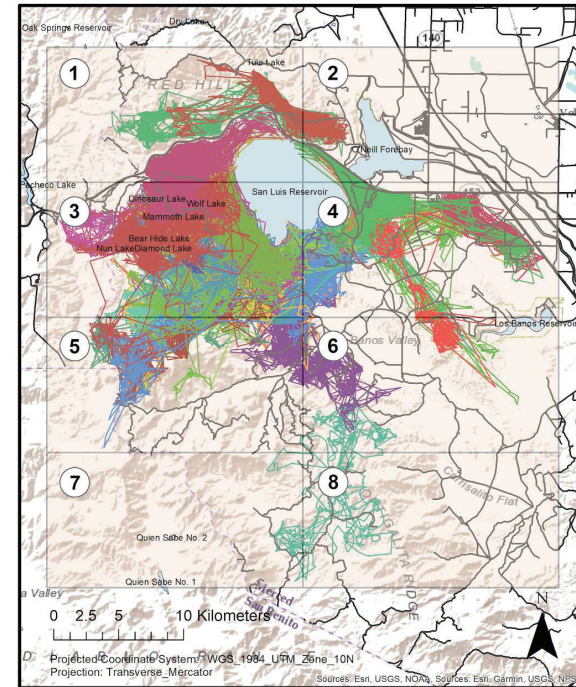 Oak Springs Reservoir
Dry Lake
140
1
2
Tule Lake
RED HIL
O'Neill Forebay
Pacheco Lake
San Luis Reservoir
152
Dinosaur Lake
Wolf Lake
3
4
Mammoth Lake
Bear Hide Lake
Nun Lake
Diamond Lake
Los Banos Reservoir
5
6
Banos Valley
7
8
Carrisalito Flat
Quien Sabe No. 2
Quien Sabe No. 1
a Valley
Merced
San Benito
RIDGE
N
0 2.5 5 10 Kilometers
Projected Coordinate System: WGS_1984_UTM_Zone_10N
Projection: Transverse_Mercator
Sources: Esri, USGS, NOAA, Sources: Esri, Garmin, USGS, NPS